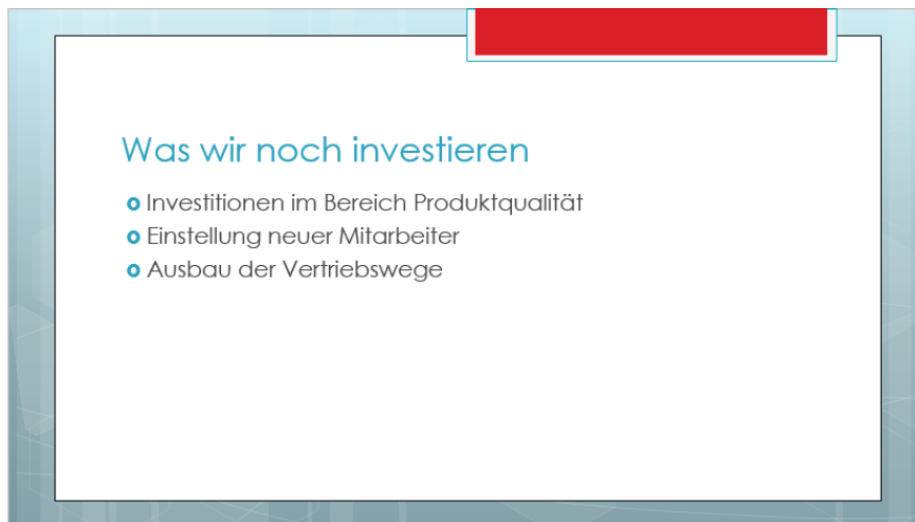 Was wir noch investieren
Investitionen im Bereich Produktqualität
Einstellung neuer Mitarbeiter
Ausbau der Vertriebswege